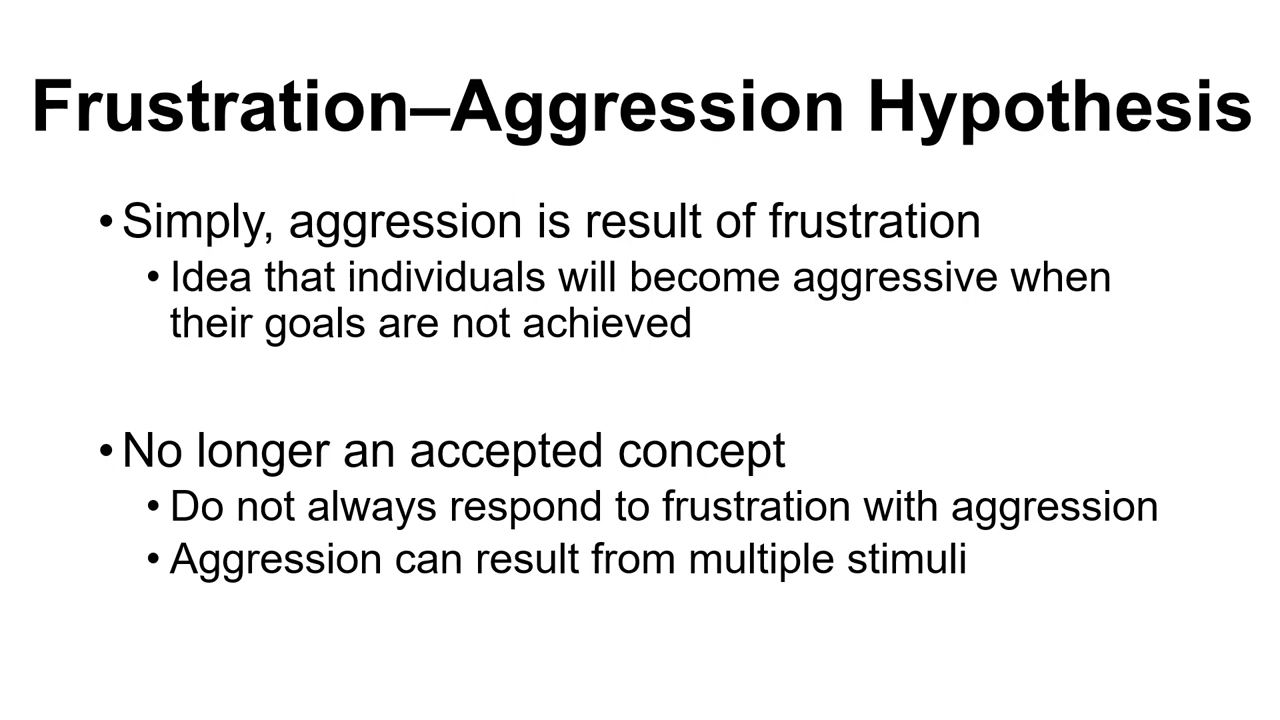 Frustration–Aggression Hypothesis
• Simply, aggression is result of frustration
• Idea that individuals will become aggressive when
their goals are not achieved
• No longer an accepted concept
• Do not always respond to frustration with aggression
• Aggression can result from multiple stimuli